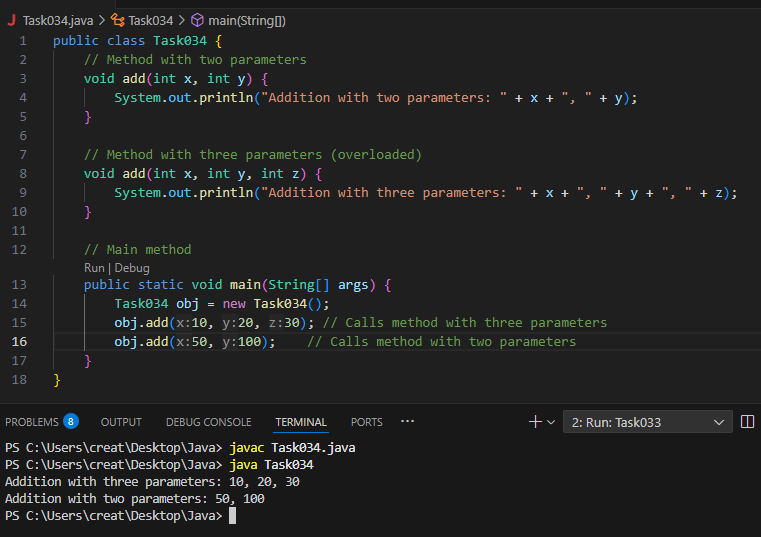 J Task034.java > Task034 > main(String[])
1 public class Task034 {
2     // Method with two parameters
3     void add(int x, int y) {
4         System.out.println("Addition with two parameters: " + x + ", " + y);
5     }
6
7     // Method with three parameters (overloaded)
8     void add(int x, int y, int z) {
9         System.out.println("Addition with three parameters: " + x + ", " + y + ", " + z);
10     }
11
12     // Main method
Run | Debug
13     public static void main(String[] args) {
14         Task034 obj = new Task034();
15         obj.add(x:10, y:20, z:30); // Calls method with three parameters
16         obj.add(x:50, y:100);    // Calls method with two parameters
17     }
18 }
PROBLEMS 8 OUTPUT DEBUG CONSOLE TERMINAL PORTS ··· + 2: Run: Task033
PS C:\Users\creat\Desktop\Java> javac Task034.java
PS C:\Users\creat\Desktop\Java> java Task034
Addition with three parameters: 10, 20, 30
Addition with two parameters: 50, 100
PS C:\Users\creat\Desktop\Java>